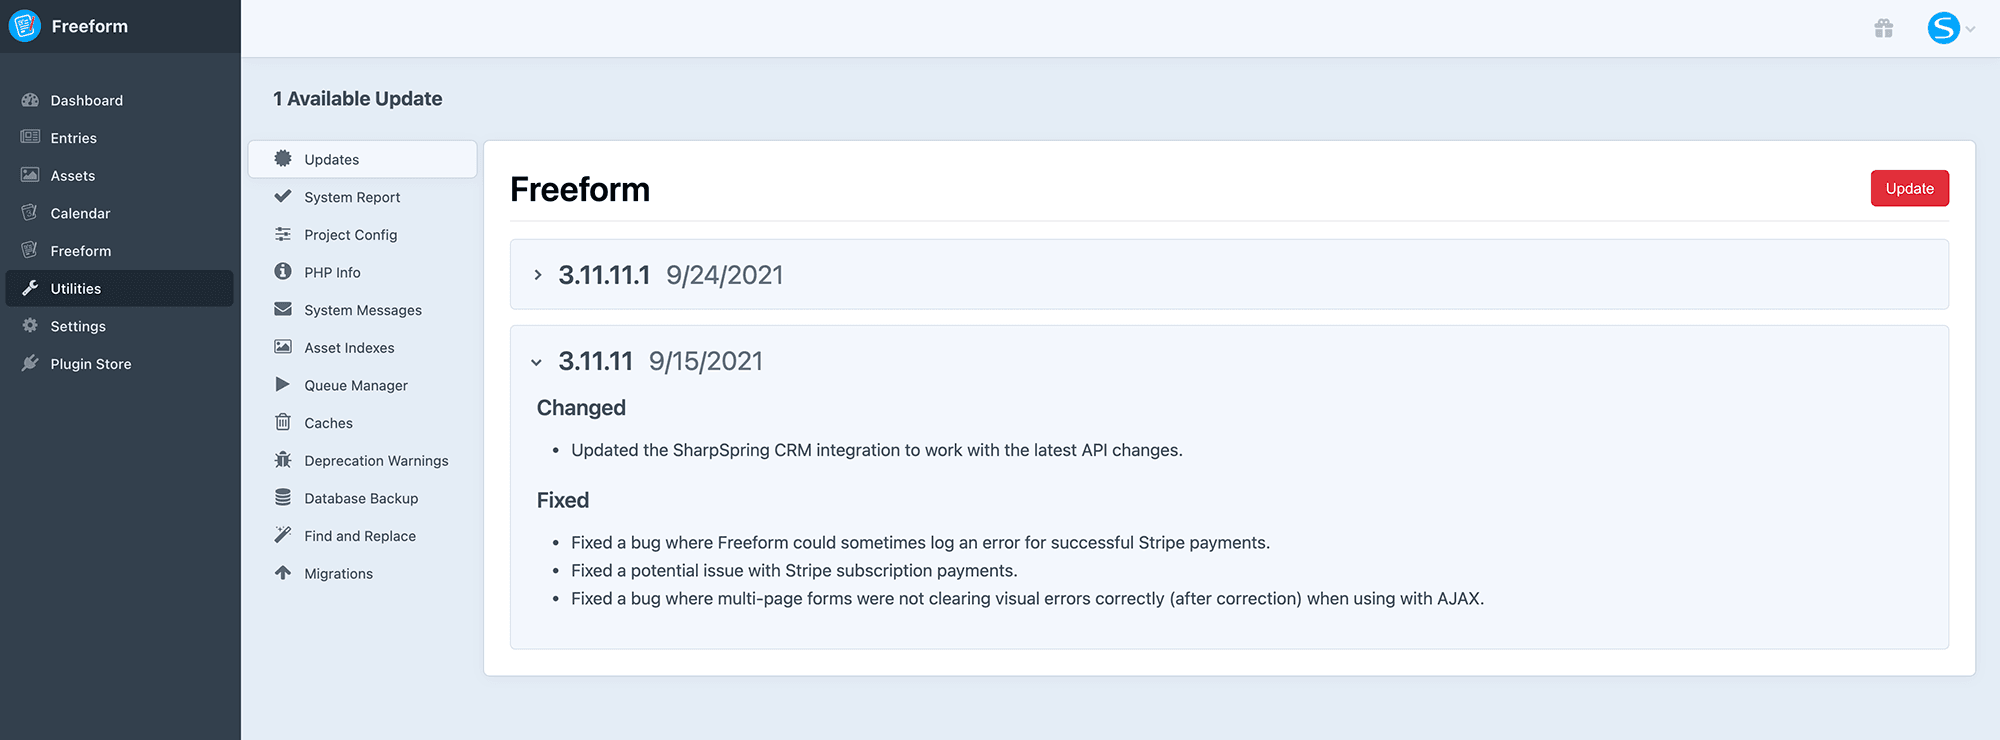 Freeform
S
Dashboard
Entries
Assets
Calendar
Freeform
Utilities
Settings
Plugin Store
1 Available Update
Updates
System Report
Project Config
PHP Info
System Messages
Asset Indexes
Queue Manager
Caches
Deprecation Warnings
Database Backup
Find and Replace
Migrations
Freeform
Update
3.11.11.1 9/24/2021
3.11.11 9/15/2021
Changed
• Updated the SharpSpring CRM integration to work with the latest API changes.
Fixed
• Fixed a bug where Freeform could sometimes log an error for successful Stripe payments.
• Fixed a potential issue with Stripe subscription payments.
• Fixed a bug where multi-page forms were not clearing visual errors correctly (after correction) when using with AJAX.